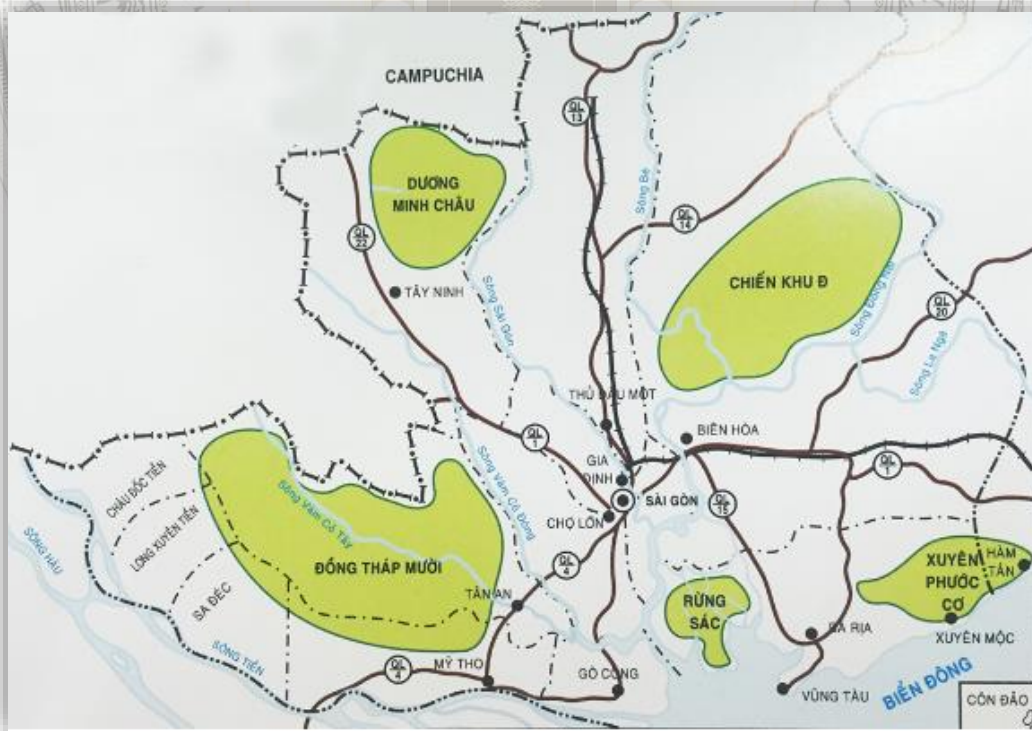 CAMPUCHIA
QL
13
DƯƠNG
MINH CHÂU
Sông Bé
QL
14
QL
22
CHIẾN KHU Đ
TÂY NINH
Sông Sài Gòn
Sông Đồng Nai
QL
20
Sông La Ngà
THỦ DẦU MỘT
BIÊN HÒA
QL
1
GIA
ĐỊNH
SÀI GÒN
CHỢ LỚN
QL
15
QL
1
CHÂU ĐỐC TIỀN
LONG XUYÊN TIỀN
SA ĐÉC
SÔNG HẬU
SÔNG TIỀN
Sông Vàm Cỏ Tây
Sông Vàm Cỏ Đông
ĐỒNG THÁP MƯỜI
QL
4
TÂN AN
RỪNG
SÁC
XUYÊN
PHƯỚC
CƠ
HÀM
TÂN
XUYÊN MỘC
BÀ RỊA
QL
4
MỸ THO
GÒ CÔNG
VŨNG TÀU
BIỂN ĐÔNG
CÔN ĐẢO